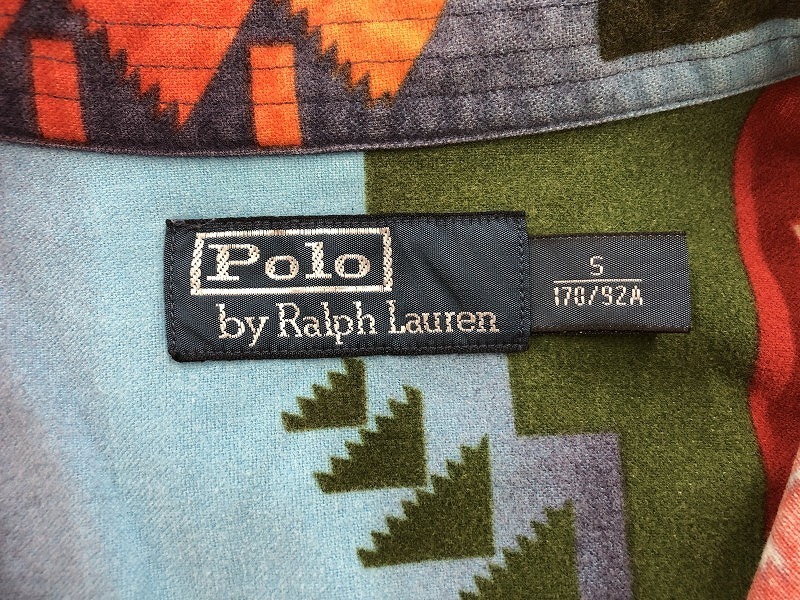 Polo
by Ralph Lauren
S
170/92A